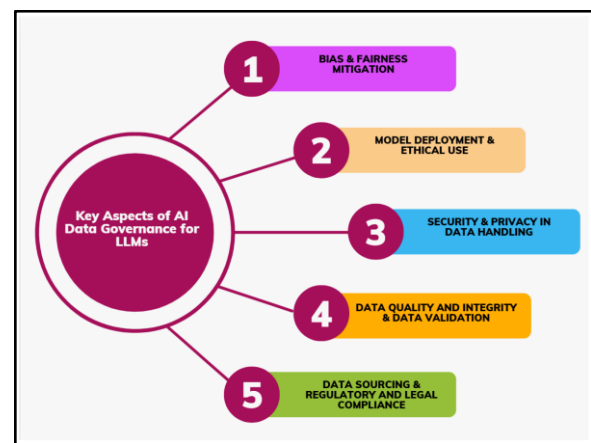 Key Aspects of AI
Data Governance for
LLMs
1
BIAS & FAIRNESS
MITIGATION
2
MODEL DEPLOYMENT &
ETHICAL USE
3
SECURITY & PRIVACY IN
DATA HANDLING
4
DATA QUALITY AND INTEGRITY
& DATA VALIDATION
5
DATA SOURCING &
REGULATORY AND LEGAL
COMPLIANCE